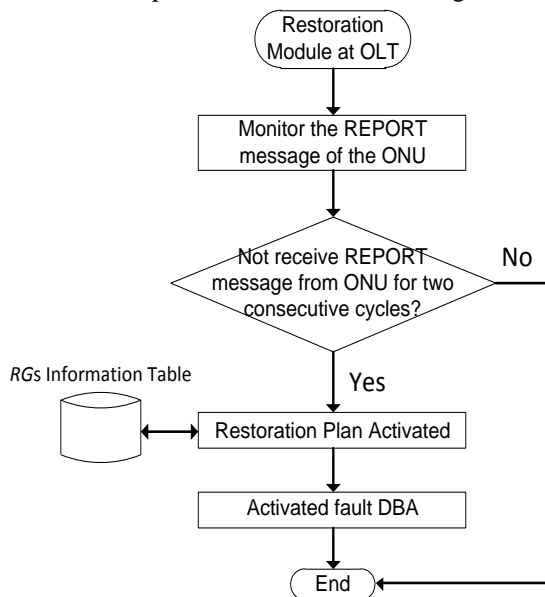 Restoration
Module at OLT
Monitor the REPORT
message of the ONU
Not receive REPORT
message from ONU for two
consecutive cycles?
No
Yes
RGs Information Table
Restoration Plan Activated
Activated fault DBA
End